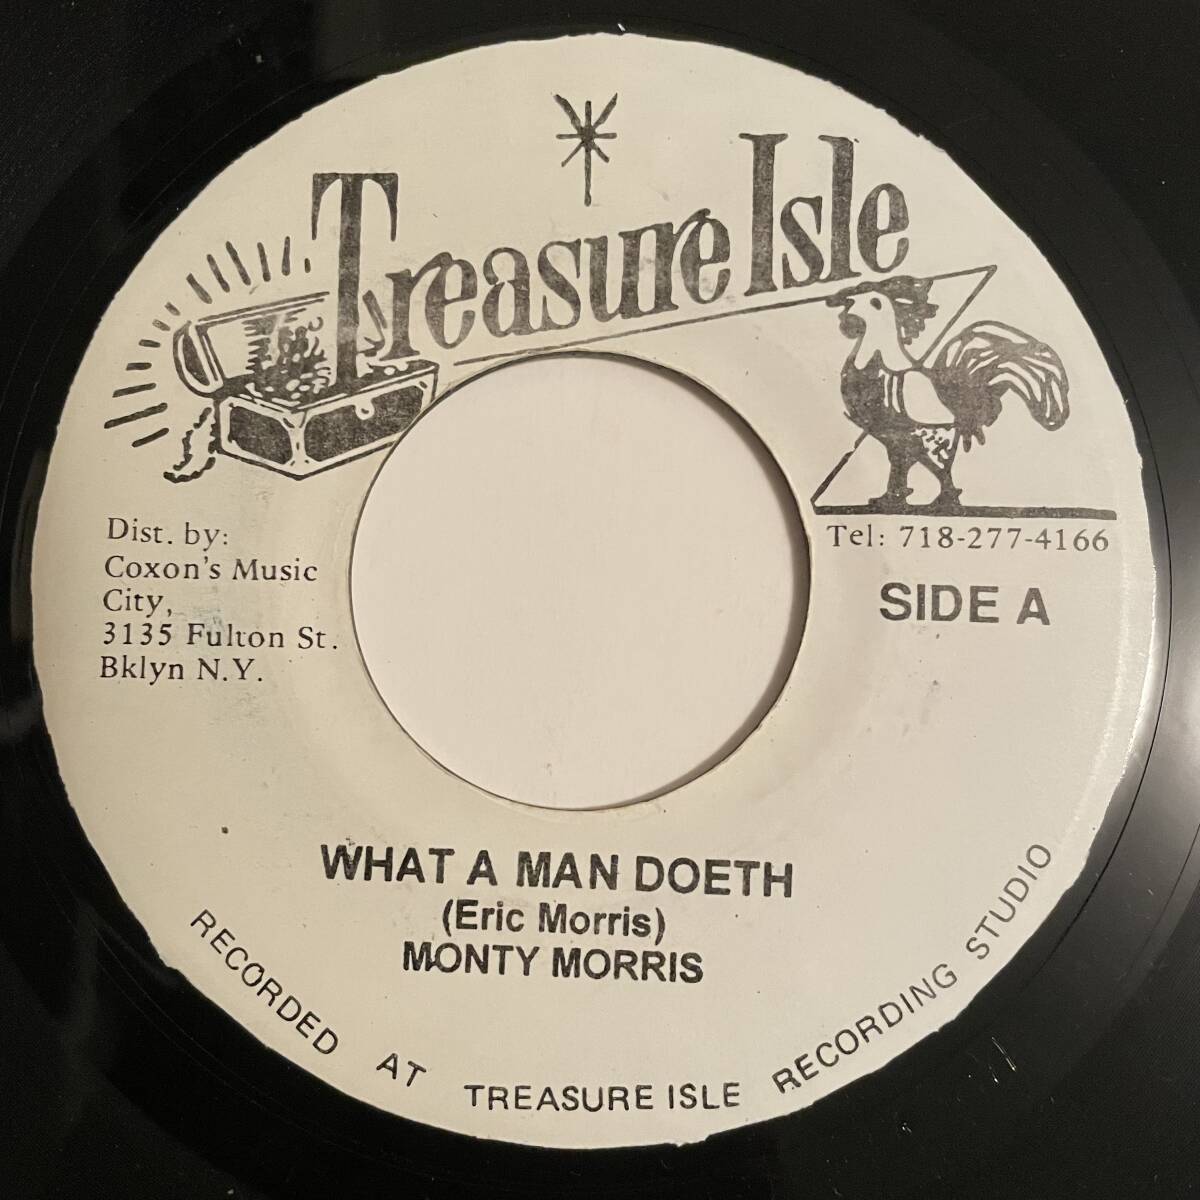 Treasure Isle
Dist. by:
Coxon's Music
City,
3135 Fulton St.
Bklyn N.Y.
Tel: 718-277-4166
SIDE A
WHAT A MAN DOETH
(Eric Morris)
MONTY MORRIS
RECORDED AT TREASURE ISLE RECORDING STUDIO